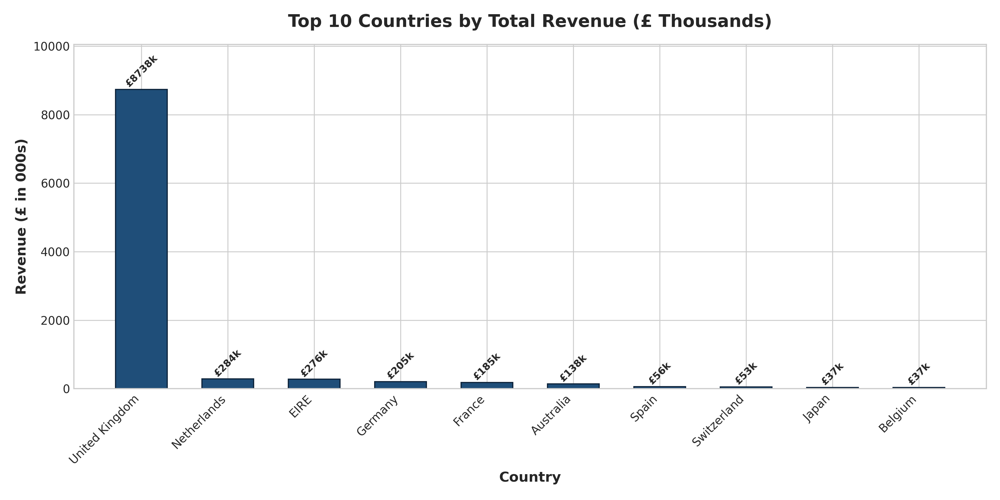 Top 10 Countries by Total Revenue (£ Thousands)
Revenue (£ in 000s)
10000
8000
6000
4000
2000
0
£8738k
£284k
£276k
£205k
£185k
£138k
£56k
£53k
£37k
£37k
United Kingdom
Netherlands
EIRE
Germany
France
Australia
Spain
Switzerland
Japan
Belgium
Country